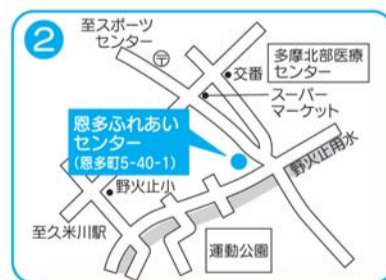 2
至スポーツ
センター
〒
交番
多摩北部医療
センター
スーパー
マーケット
恩多ふれあい
センター
(恩多町5-40-1)
野火止用水
野火止小
至久米川駅
運動公園